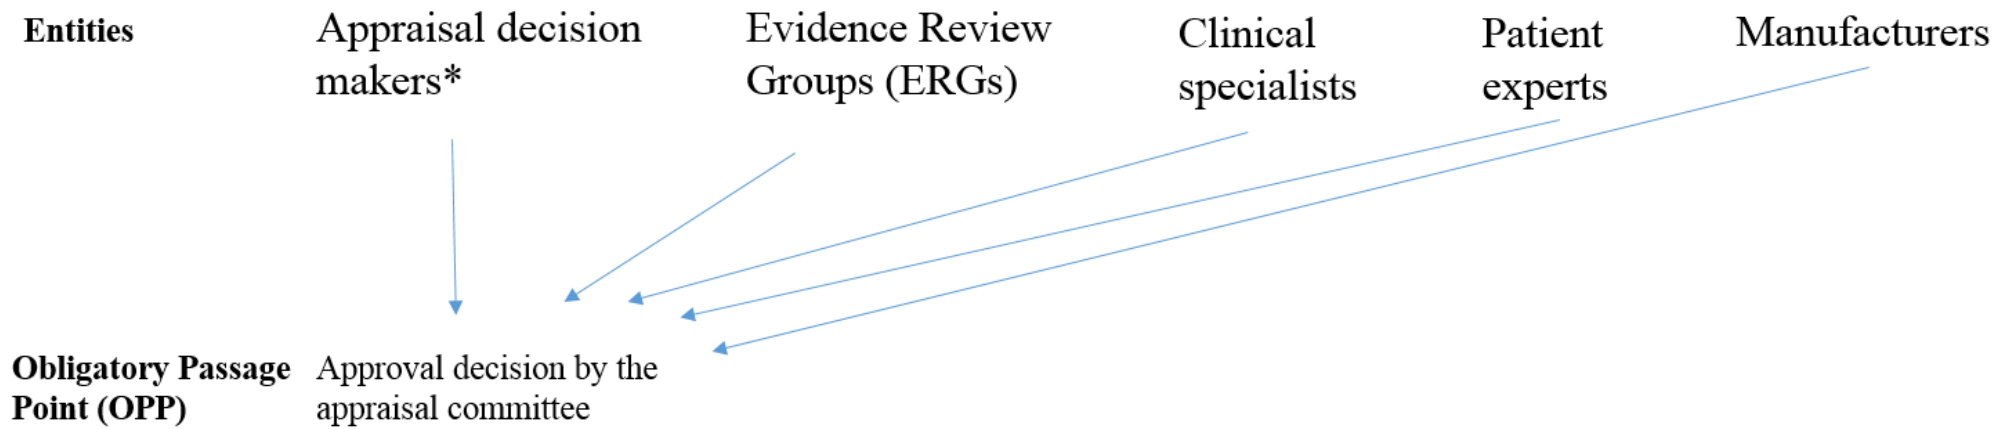 Entities
Appraisal decision
makers*
Evidence Review
Groups (ERGs)
Clinical
specialists
Patient
experts
Manufacturers
Obligatory Passage
Point (OPP)
Approval decision by the
appraisal committee